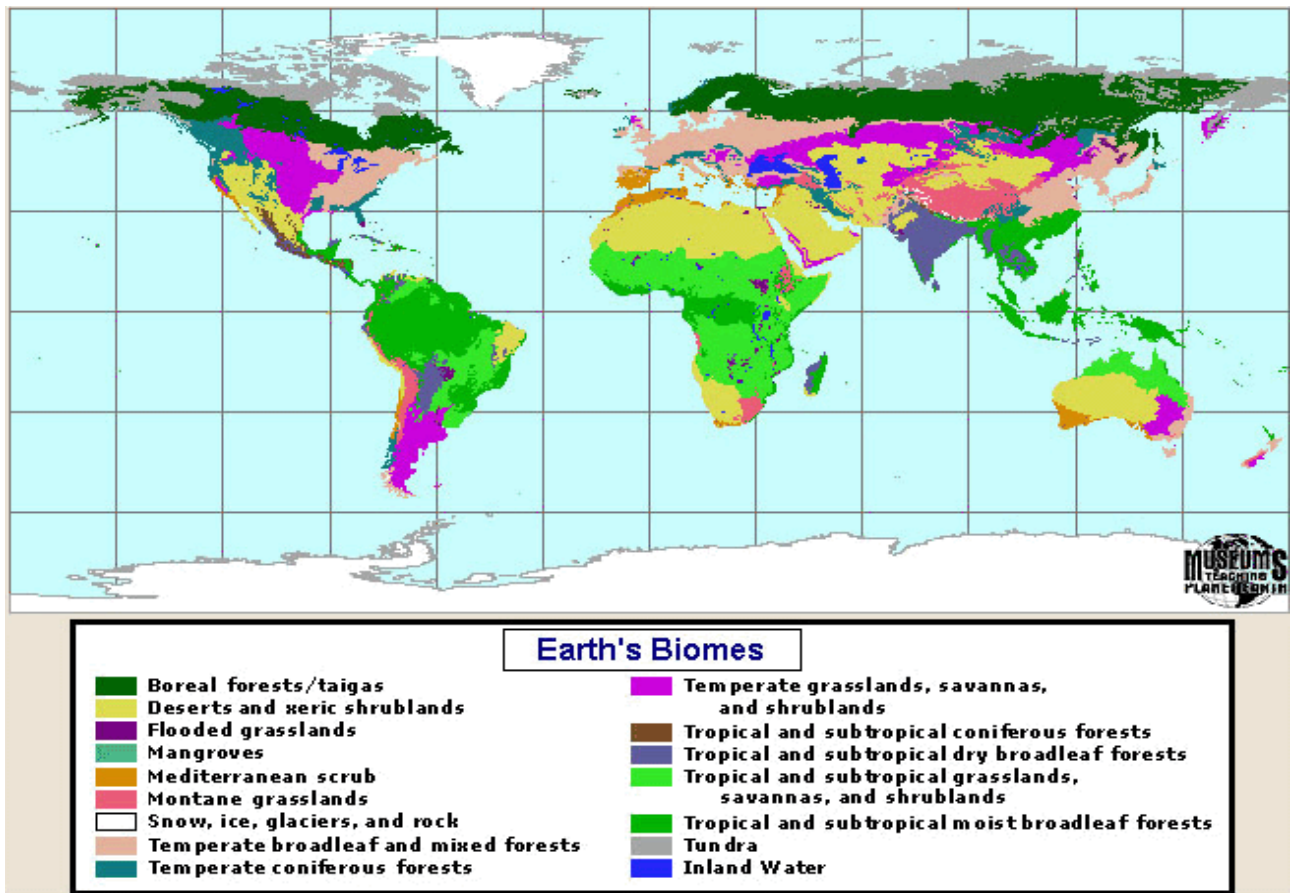 MUSEUMS
TEACHING
Earth's Biomes
Boreal forests/taigas
Deserts and xeric shrublands
Flooded grasslands
Mangroves
Mediterranean scrub
Montane grasslands
Snow, ice, glaciers, and rock
Temperate broadleaf and mixed forests
Temperate coniferous forests
Temperate grasslands, savannas,
and shrublands
Tropical and subtropical coniferous forests
Tropical and subtropical dry broadleaf forests
Tropical and subtropical grasslands,
savannas, and shrublands
Tropical and subtropical moist broadleaf forests
Tundra
Inland Water